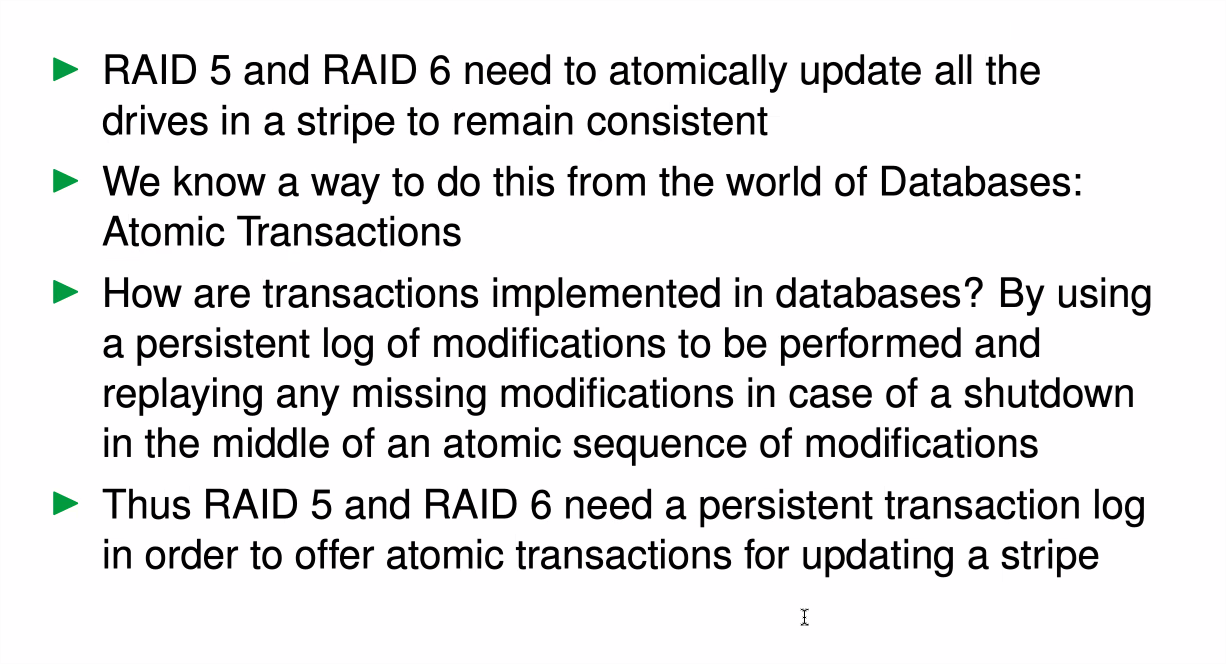 RAID 5 and RAID 6 need to atomically update all the
drives in a stripe to remain consistent
We know a way to do this from the world of Databases:
Atomic Transactions
How are transactions implemented in databases? By using
a persistent log of modifications to be performed and
replaying any missing modifications in case of a shutdown
in the middle of an atomic sequence of modifications
Thus RAID 5 and RAID 6 need a persistent transaction log
in order to offer atomic transactions for updating a stripe